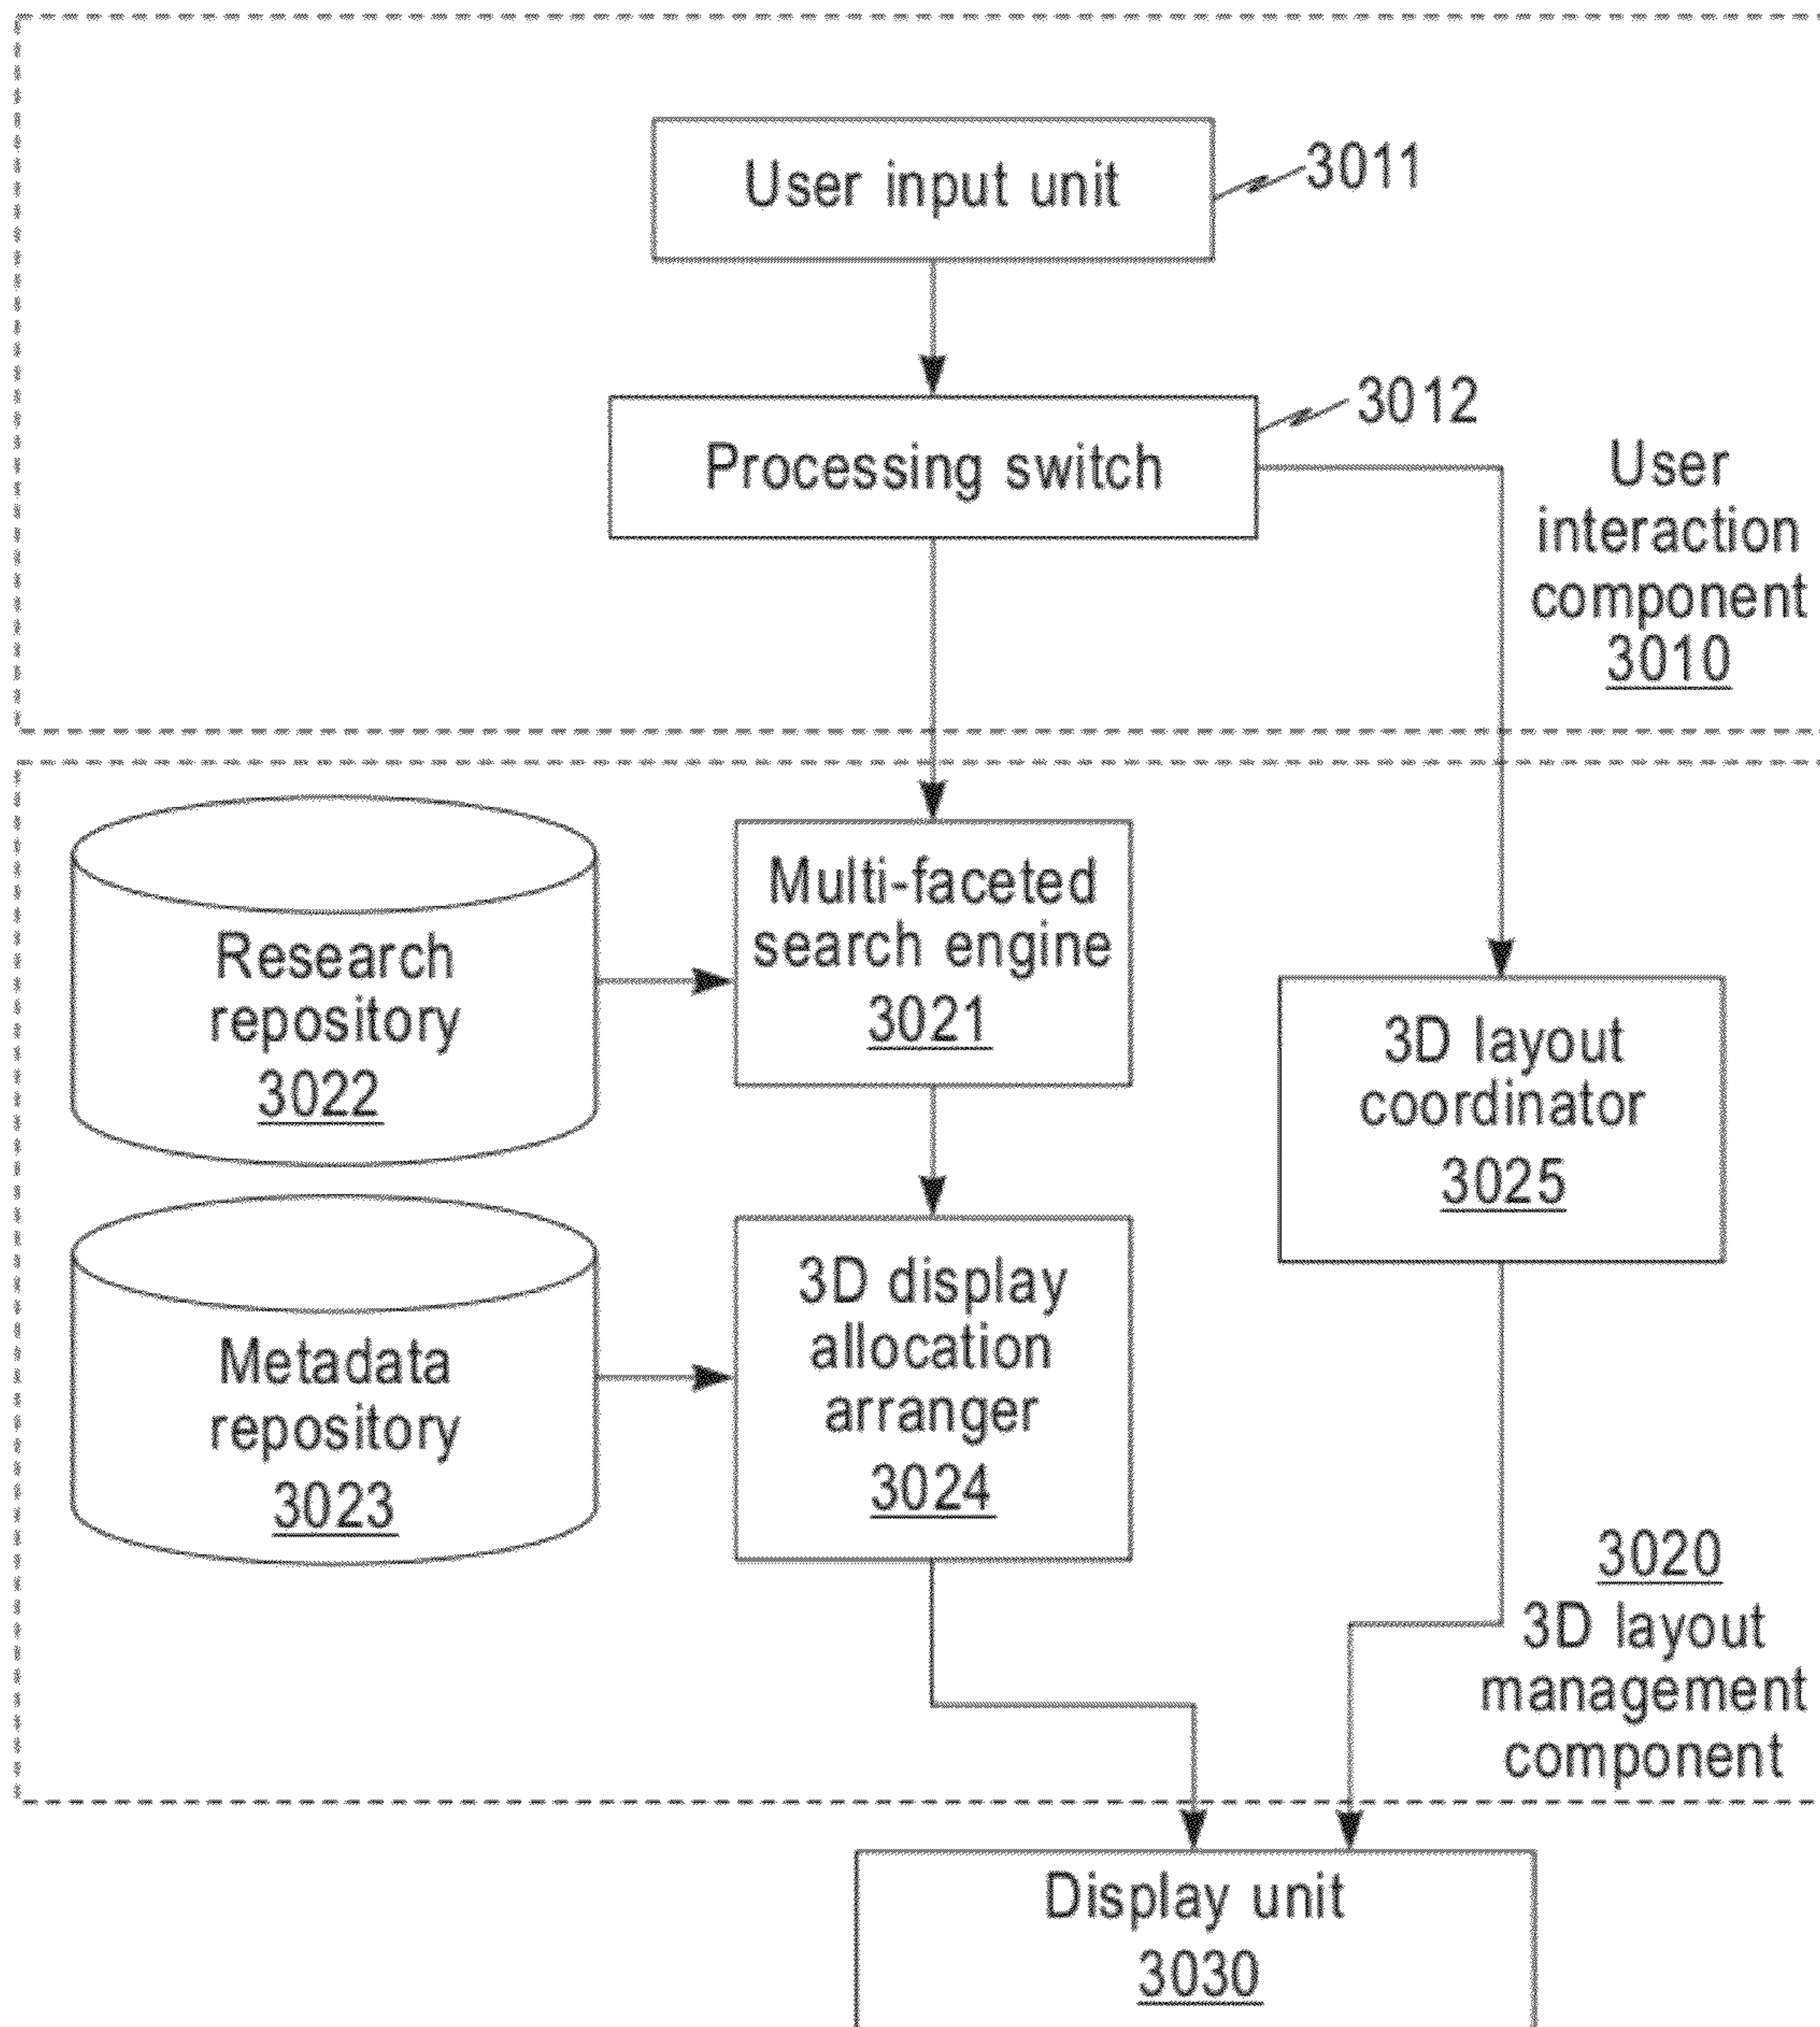 User input unit
3011
Processing switch
3012
User
interaction
component
3010
Research
repository
3022
Multi-faceted
search engine
3021
3D layout
coordinator
3025
Metadata
repository
3023
3D display
allocation
arranger
3024
3020
3D layout
management
component
Display unit
3030